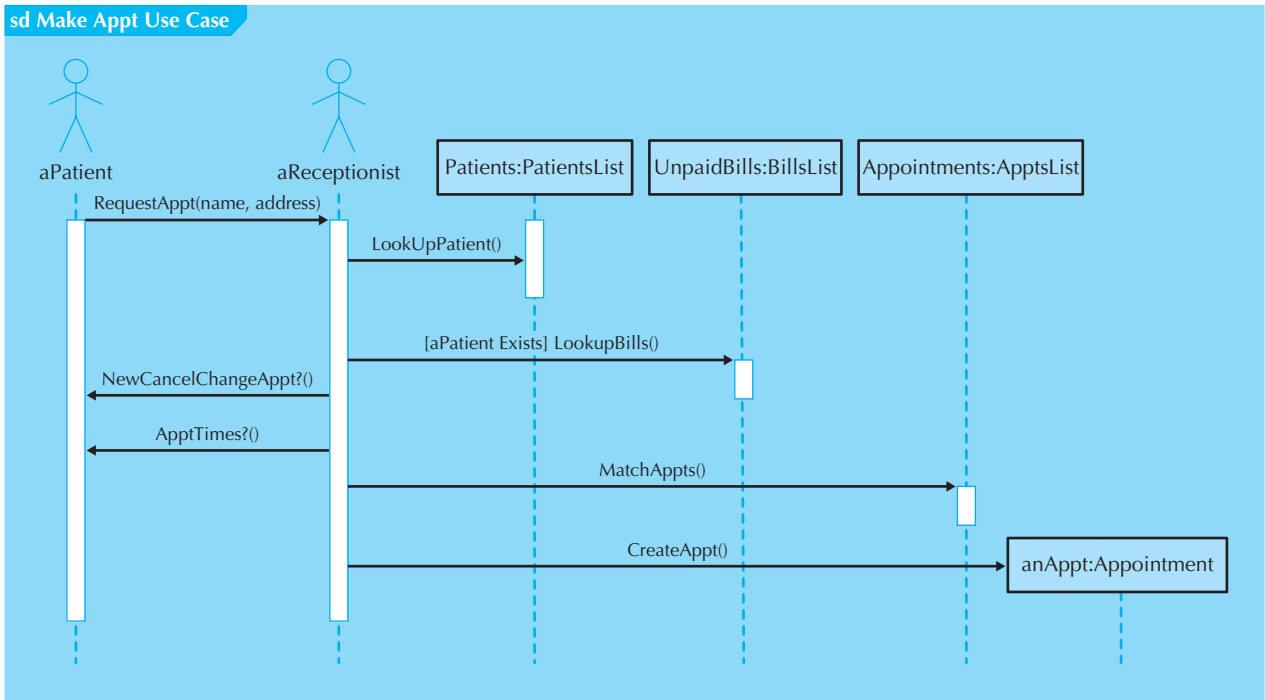 sd Make Appt Use Case
aPatient
aReceptionist
Patients:PatientsList
UnpaidBills:BillsList
Appointments:ApptsList
RequestAppt(name, address)
LookUpPatient()
[aPatient Exists] LookupBills()
NewCancelChangeAppt?()
ApptTimes?()
MatchAppts()
CreateAppt()
anAppt:Appointment